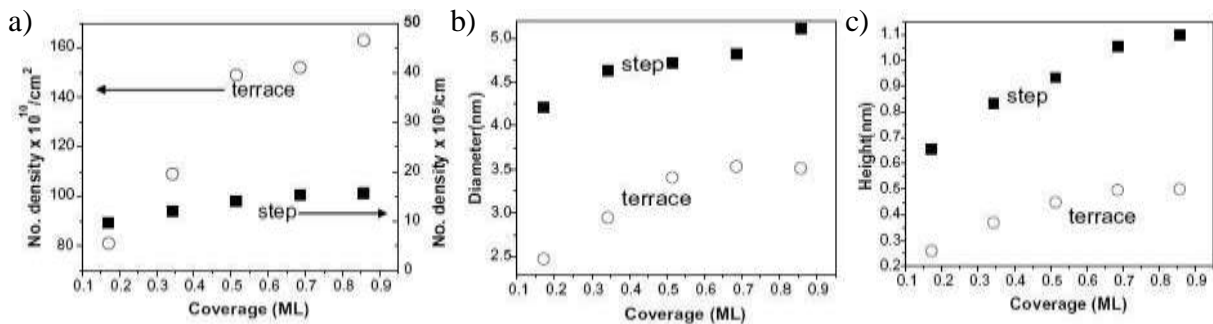 a)
No. density x 10¹⁰/cm²
160
140
120
100
80
terrace
step
50
40
30
20
10
0
No. density x 10⁵/cm
0.1 0.2 0.3 0.4 0.5 0.6 0.7 0.8 0.9
Coverage (ML)
b)
Diameter(nm)
5.0
4.5
4.0
3.5
3.0
2.5
step
terrace
0.1 0.2 0.3 0.4 0.5 0.6 0.7 0.8 0.9
Coverage (ML)
c)
Height(nm)
1.1
1.0
0.9
0.8
0.7
0.6
0.5
0.4
0.3
0.2
step
terrace
0.1 0.2 0.3 0.4 0.5 0.6 0.7 0.8 0.9
Coverage (ML)